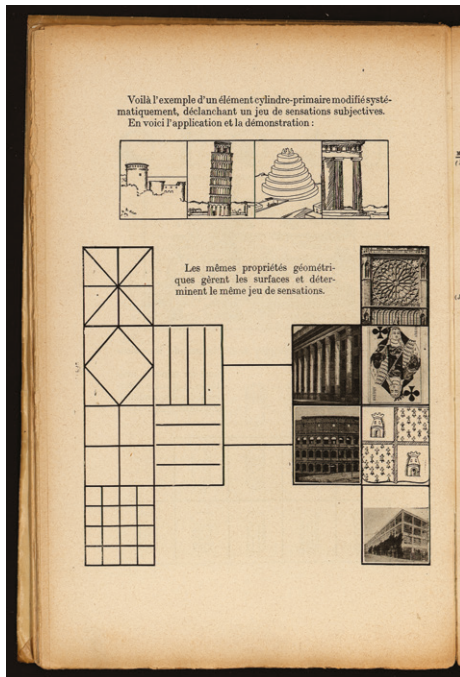 Voilà l'exemple d'un élément cylindre-primaire modifié systé-
matiquement, déclanchant un jeu de sensations subjectives.
En voici l'application et la démonstration :
Les mêmes propriétés géométri-
ques gèrent les surfaces et déter-
minent le même jeu de sensations.